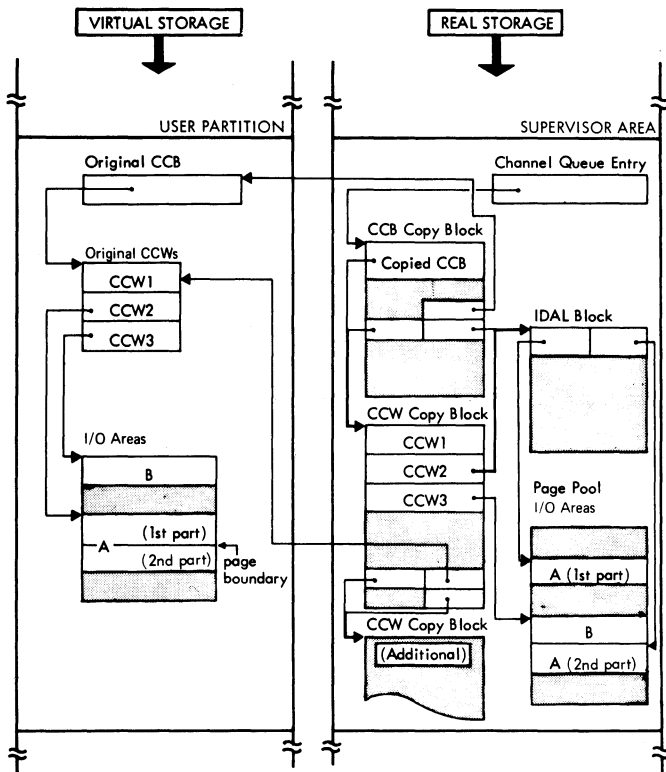 VIRTUAL STORAGE
REAL STORAGE
USER PARTITION
SUPERVISOR AREA
Original CCB
Channel Queue Entry
CCB Copy Block
Copied CCB
Original CCWs
CCW1
CCW2
CCW3
IDAL Block
CCW Copy Block
CCW1
CCW2
CCW3
I/O Areas
B
A
(1st part)
(2nd part)
page
boundary
Page Pool
I/O Areas
A (1st part)
B
A (2nd part)
CCW Copy Block
(Additional)